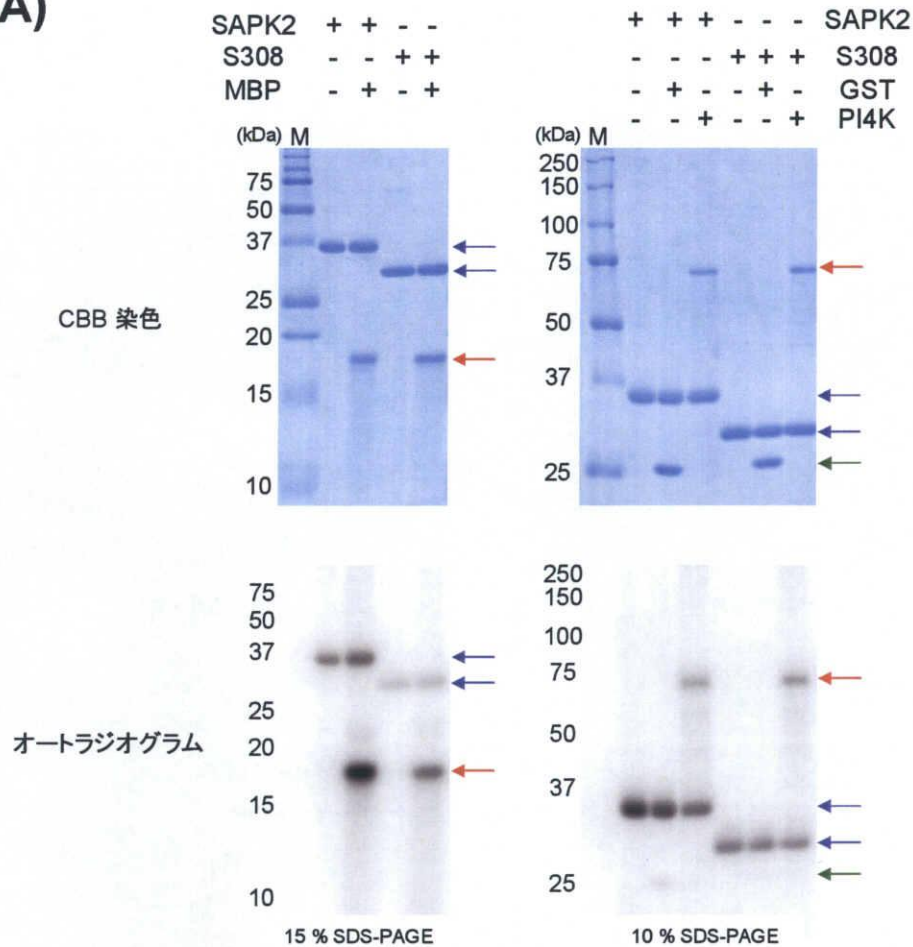 A)
SAPK2 + + - -
S308 - - + +
MBP - + - +
(kDa) M
75
50
37
25
20
15
10
+ + + - - - SAPK2
- - - + + + S308
- + - - + - GST
- - + - - + PI4K
(kDa) M
250
150
100
75
50
37
25
CBB 染色
75
50
37
25
20
15
10
15 % SDS-PAGE
250
150
100
75
50
37
25
10 % SDS-PAGE
オートラジオグラム